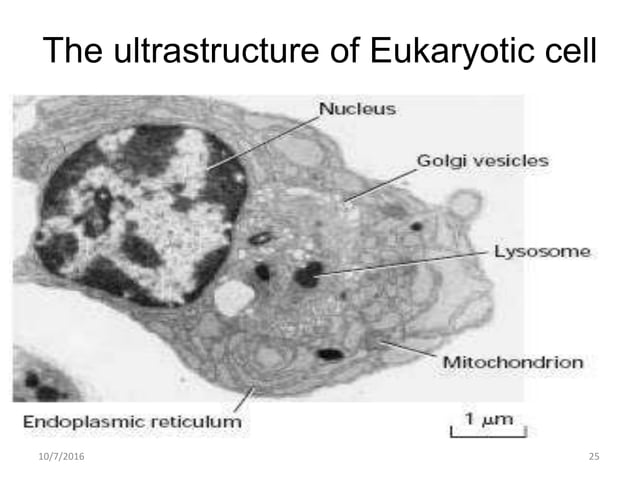 The ultrastructure of Eukaryotic cell
Nucleus
Golgi vesicles
Lysosome
Mitochondrion
Endoplasmic reticulum
1 μm
10/7/2016
25